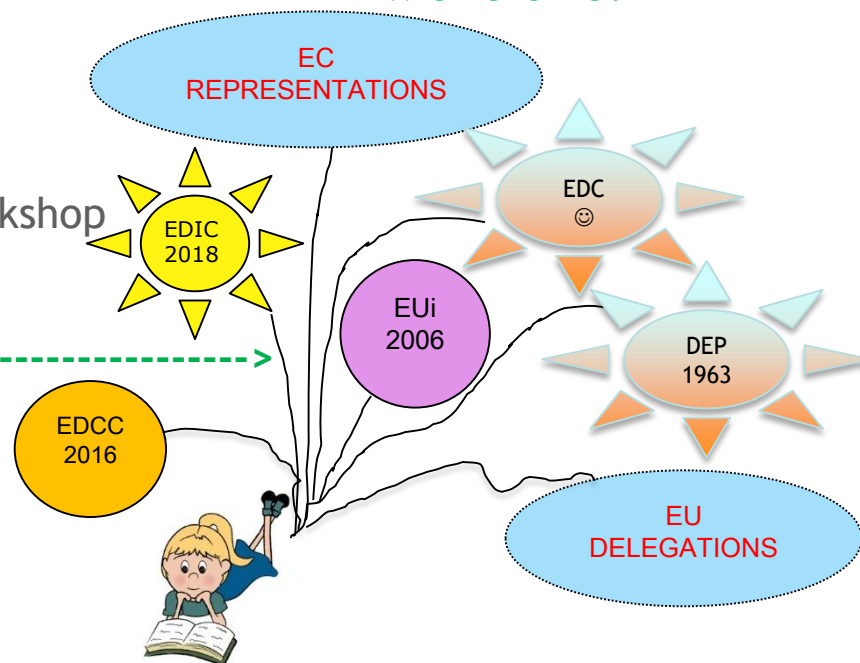 EC
REPRESENTATIONS
kshop
EDIC
2018
EDC
☺
EUi
2006
DEP
1963
EDCC
2016
EU
DELEGATIONS